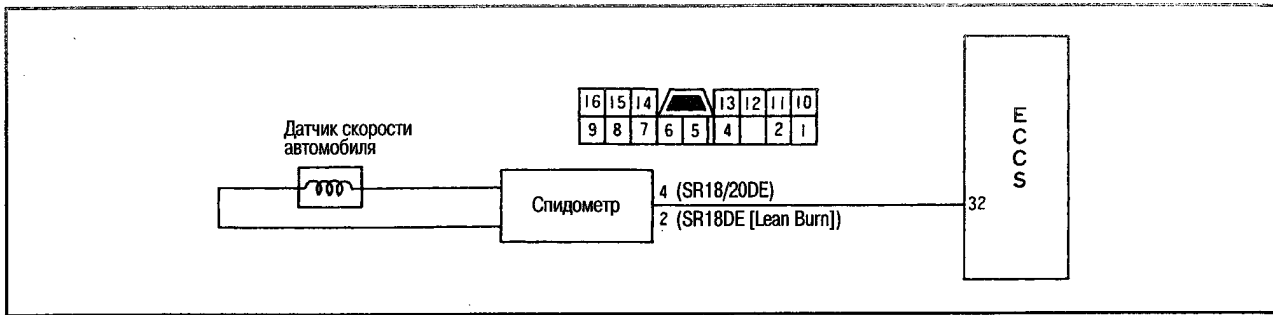 16 15 14 13 12 11 10
9 8 7 6 5 4 2 1
Датчик скорости
автомобиля
Спидометр
4 (SR18/20DE)
2 (SR18DE [Lean Burn])
32
E
C
C
S